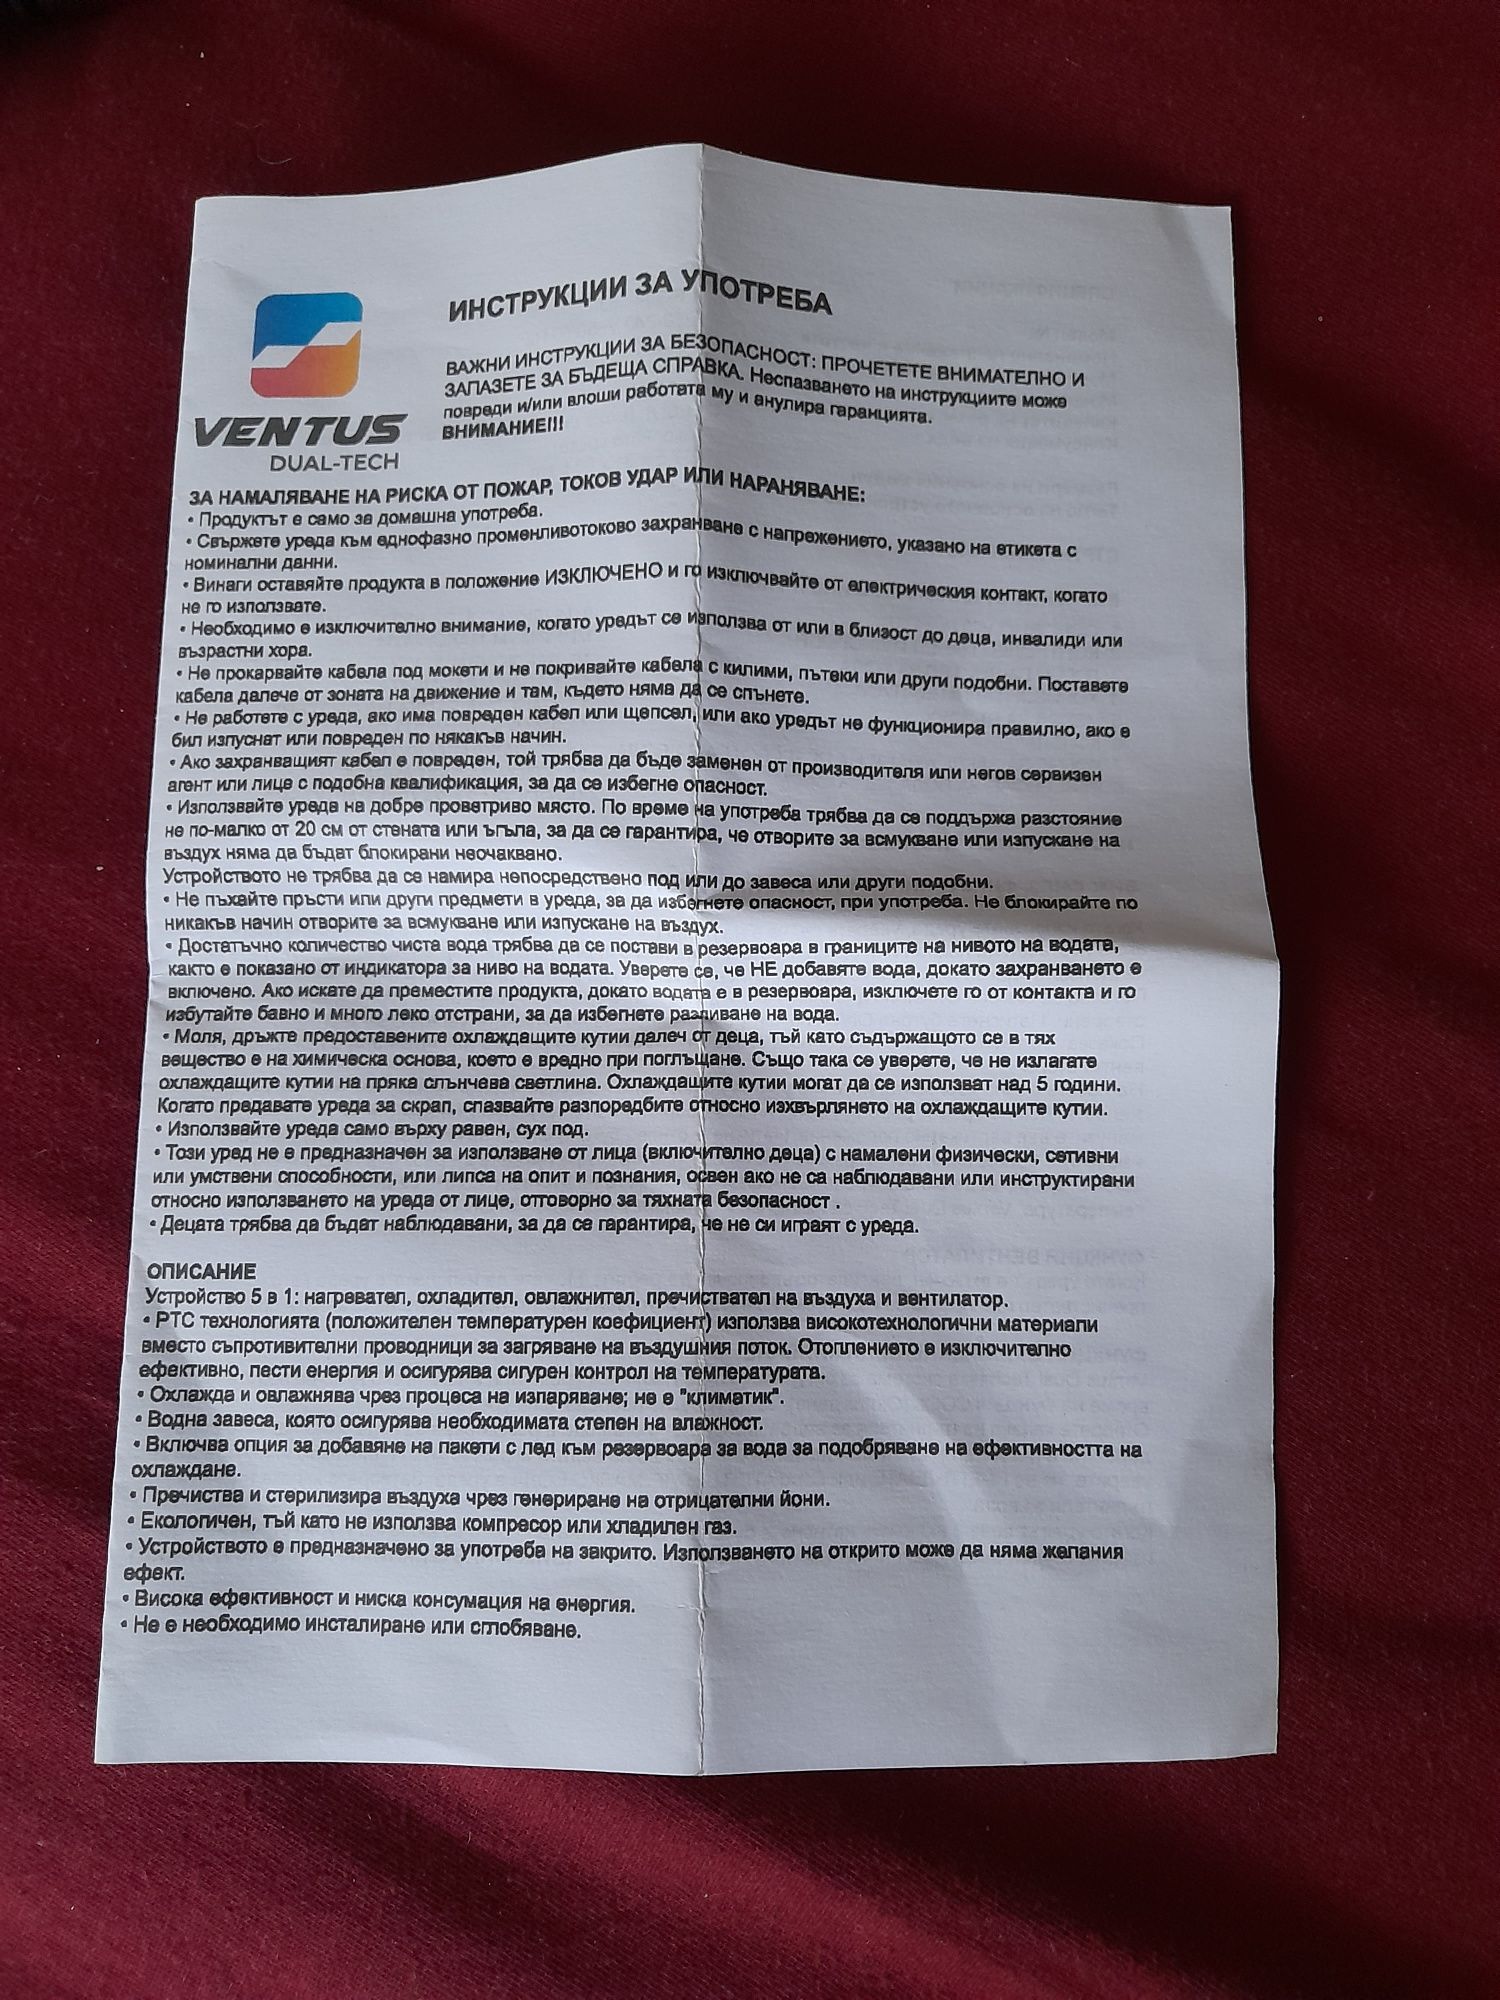 ИНСТРУКЦИИ ЗА УПОТРЕБА
ВАЖНИ ИНСТРУКЦИИ ЗА БЕЗОПАСНОСТ: ПРОЧЕТЕТЕ ВНИМАТЕЛНО И
ЗАПАЗЕТЕ ЗА БЪДЕЩА СПРАВКА. Неспазването на инструкциите може
повреди и/или влоши работата му и анулира гаранцията.
ВНИМАНИЕ!!!
VENTUS
DUAL-TECH
ЗА НАМАЛЯВАНЕ НА РИСКА ОТ ПОЖАР, ТОКОВ УДАР ИЛИ НАРАНЯВАНЕ:
• Продуктът е само за домашна употреба.
• Свържете уреда към еднофазно променливотоково захранване с напрежението, указано на етикета с
номинални данни.
• Винаги оставяйте продукта в положение ИЗКЛЮЧЕНО и го изключвайте от електрическия контакт, когато
не го използвате.
• Необходимо е изключително внимание, когато уредът се използва от или в близост до деца, инвалиди или
възрастни хора.
• Не прокарвайте кабела под мокети и не покривайте кабела с килими, пътеки или други подобни. Поставете
кабела далече от зоната на движение и там, където няма да се спънете.
• Не работете с уреда, ако има повреден кабел или щепсел, или ако уредът не функционира правилно, ако е
бил изпуснат или повреден по някакъв начин.
• Ако захранващият кабел е повреден, той трябва да бъде заменен от производителя или негов сервизен
агент или лице с подобна квалификация, за да се избегне опасност.
• Използвайте уреда на добре проветриво място. По време на употреба трябва да се поддържа разстояние
не по-малко от 20 см от стената или ъгъла, за да се гарантира, че отворите за всмукване или изпускане на
въздух няма да бъдат блокирани неочаквано.
Устройството не трябва да се намира непосредствено под или до завеса или други подобни.
• Не пъхайте пръсти или други предмети в уреда, за да избегнете опасност, при употреба. Не блокирайте по
никакъв начин отворите за всмукване или изпускане на въздух.
• Достатъчно количество чиста вода трябва да се постави в резервоара в границите на нивото на водата,
както е показано от индикатора за ниво на водата. Уверете се, че НЕ добавяте вода, докато захранването е
включено. Ако искате да преместите продукта, докато водата е в резервоара, изключете го от контакта и го
избутайте бавно и много леко отстрани, за да избегнете разливане на вода.
• Моля, дръжте предоставените охлаждащите кутии далеч от деца, тъй като съдържащото се в тях
вещество е на химическа основа, което е вредно при поглъщане. Също така се уверете, че не излагате
охлаждащите кутии на пряка слънчева светлина. Охлаждащите кутии могат да се използват над 5 години.
Когато предавате уреда за скрап, спазвайте разпоредбите относно изхвърлянето на охлаждащите кутии.
• Използвайте уреда само върху равен, сух под.
• Този уред не е предназначен за използване от лица (включително деца) с намалени физически, сетивни
или умствени способности, или липса на опит и познания, освен ако не са наблюдавани или инструктирани
относно използването на уреда от лице, отговорно за тяхната безопасност .
• Децата трябва да бъдат наблюдавани, за да се гарантира, че не си играят с уреда.
ОПИСАНИЕ
Устройство 5 в 1: нагревател, охладител, овлажнител, пречиствател на въздуха и вентилатор.
• PTC технологията (положителен температурен коефициент) използва високотехнологични материали
вместо съпротивителни проводници за загряване на въздушния поток. Отоплението е изключително
ефективно, пести енергия и осигурява сигурен контрол на температурата.
• Охлажда и овлажнява чрез процеса на изпаряване; не е "климатик".
• Водна завеса, която осигурява необходимата степен на влажност.
• Включва опция за добавяне на пакети с лед към резервоара за вода за подобряване на ефективността на
охлаждане.
• Пречиства и стерилизира въздуха чрез генериране на отрицателни йони.
• Екологичен, тъй като не използва компресор или хладилен газ.
• Устройството е предназначено за употреба на закрито. Използването на открито може да няма желания
ефект.
• Висока ефективност и ниска консумация на енергия.
• Не е необходимо инсталиране или сглобяване.